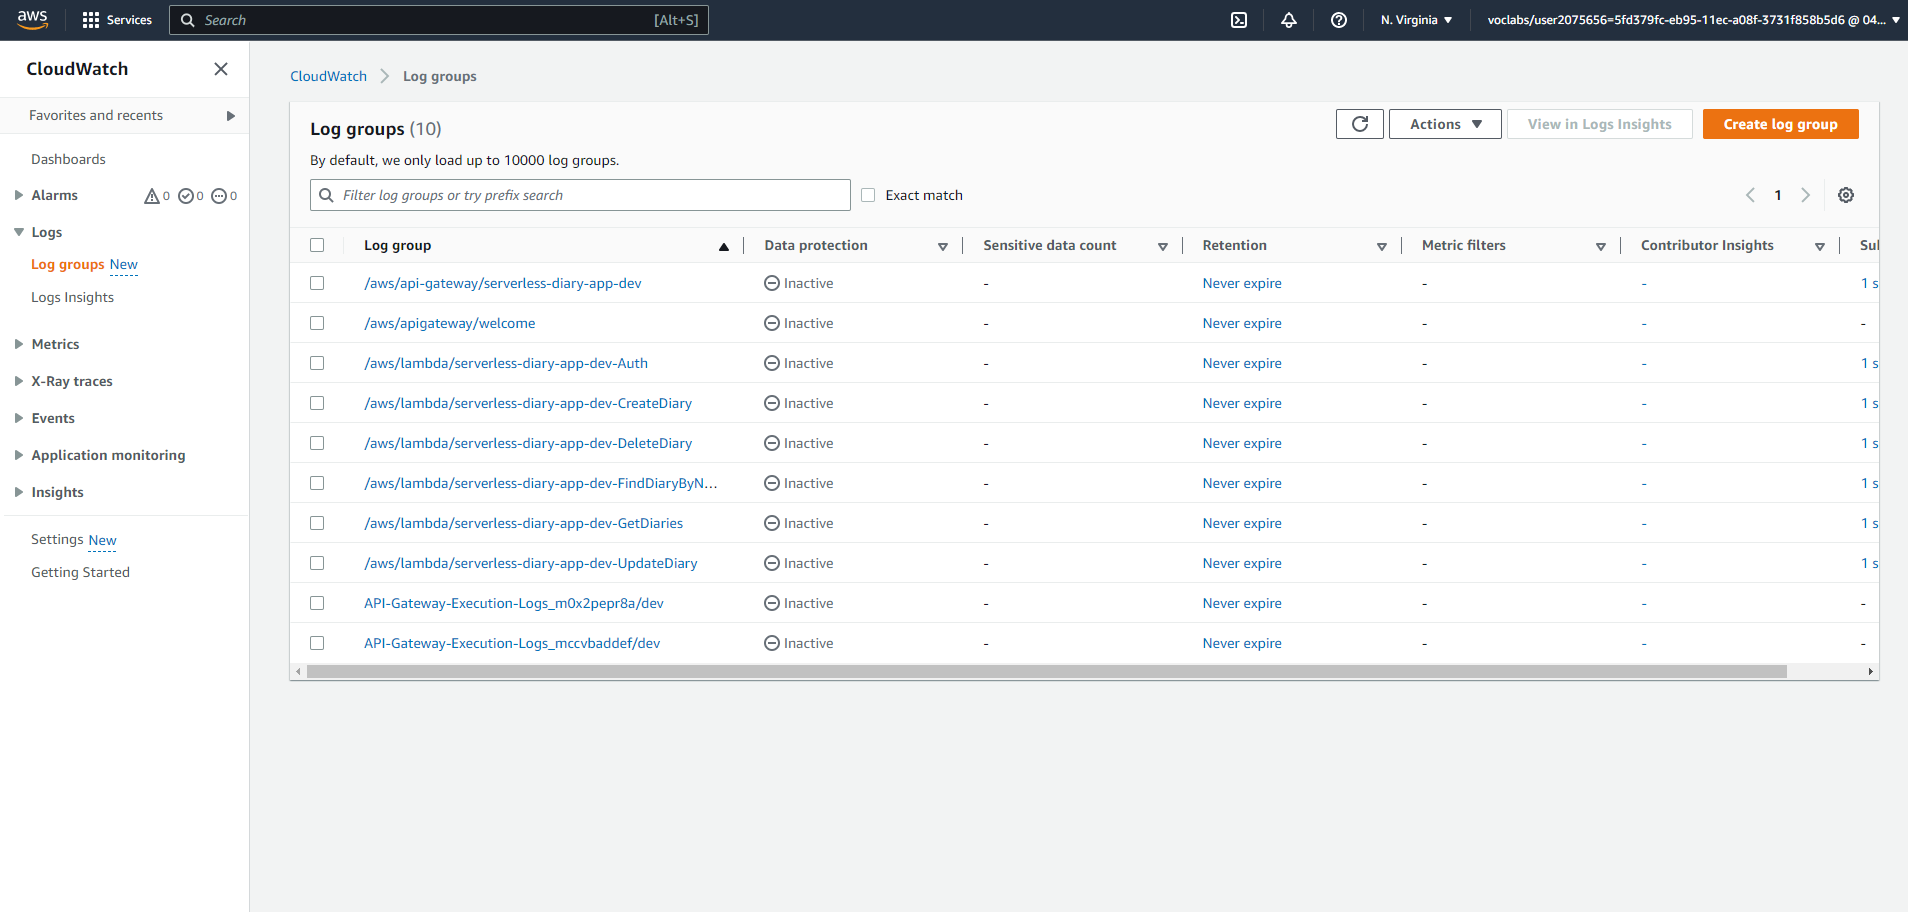 aws Services Search [Alt+S] N. Virginia voclabs/user2075656=5fd379fc-eb95-11ec-a08f-3731f858b5d6 @ 04...
CloudWatch
Favorites and recents
Dashboards
Alarms 0 0 0
Logs
Log groups New
Logs Insights
Metrics
X-Ray traces
Events
Application monitoring
Insights
Settings New
Getting Started
CloudWatch Log groups
Log groups (10)
Actions View in Logs Insights Create log group
By default, we only load up to 10000 log groups.
Filter log groups or try prefix search Exact match 1
Log group Data protection Sensitive data count Retention Metric filters Contributor Insights Sul
/aws/api-gateway/serverless-diary-app-dev Inactive - Never expire - - 1 s
/aws/apigateway/welcome Inactive - Never expire - - -
/aws/lambda/serverless-diary-app-dev-Auth Inactive - Never expire - - 1 s
/aws/lambda/serverless-diary-app-dev-CreateDiary Inactive - Never expire - - 1 s
/aws/lambda/serverless-diary-app-dev-DeleteDiary Inactive - Never expire - - 1 s
/aws/lambda/serverless-diary-app-dev-FindDiaryByN... Inactive - Never expire - - 1 s
/aws/lambda/serverless-diary-app-dev-GetDiaries Inactive - Never expire - - 1 s
/aws/lambda/serverless-diary-app-dev-UpdateDiary Inactive - Never expire - - 1 s
API-Gateway-Execution-Logs_m0x2pepr8a/dev Inactive - Never expire - - -
API-Gateway-Execution-Logs_mccvbaddef/dev Inactive - Never expire - - -